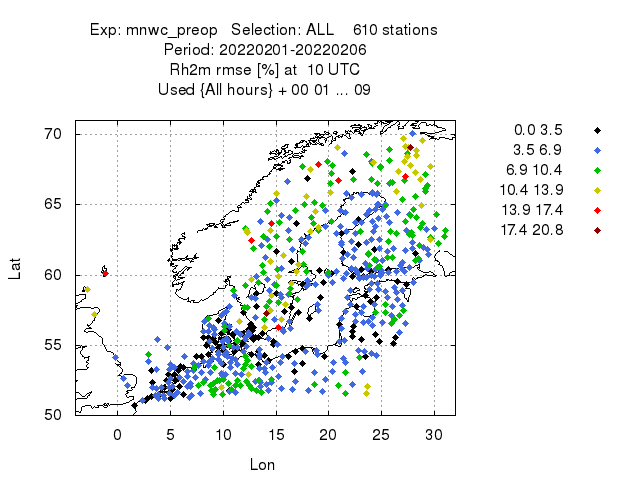 Exp: mnwc_preop Selection: ALL 610 stations
Period: 20220201-20220206
Rh2m rmse [%] at 10 UTC
Used {All hours} + 00 01 ... 09
70
65
60
55
50
Lat
0 5 10 15 20 25 30
Lon
0.0 3.5
3.5 6.9
6.9 10.4
10.4 13.9
13.9 17.4
17.4 20.8